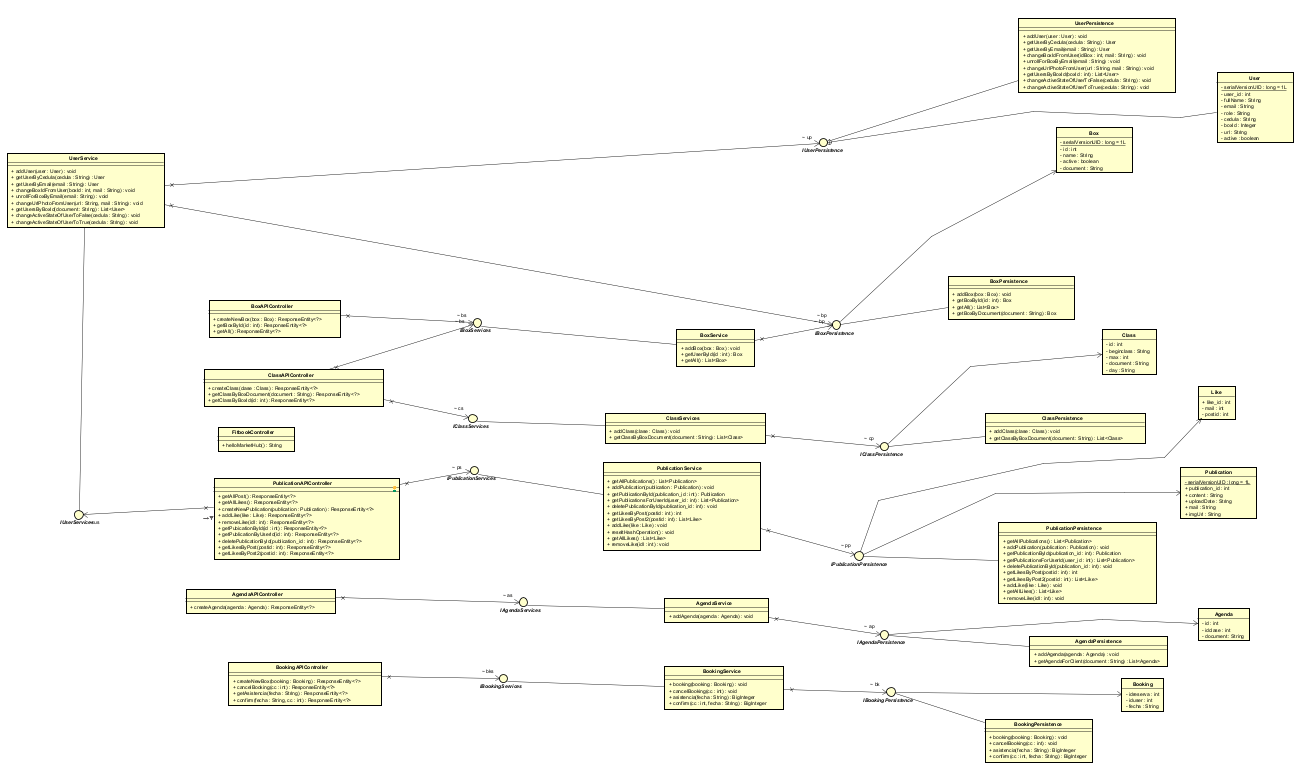 UserPersistence
+ addUser(user : User) : void
+ getUserByCedula(cedula : String) : User
+ getUserByEmail(email : String) : User
+ changeBoxIdFromUser(idBox : int, mail : String) : void
+ unrollForBoxByEmail(email : String) : void
+ changeUrlPhotoFromUser(url : String, mail : String) : void
+ getUsersByBoxId(boxId : int) : List<User>
+ changeActiveStateOfUserToFalse(cedula : String) : void
+ changeActiveStateOfUserToTrue(cedula : String) : void
User
- serialVersionUID : long = 1L
- user_id : int
- fullName : String
- email : String
- role : String
- cedula : String
- boxId : Integer
- url : String
- active : boolean
~ up
IUserPersistence
Box
- serialVersionUID : long = 1L
- id : int
- name : String
- active : boolean
- document : String
UserService
+ addUser(user : User) : void
+ getUserByCedula(cedula : String) : User
+ getUserByEmail(email : String) : User
+ changeBoxIdFromUser(boxId : int, mail : String) : void
+ unrollForBoxByEmail(email : String) : void
+ changeUrlPhotoFromUser(url : String, mail : String) : void
+ getUsersByBoxId(document : String) : List<User>
+ changeActiveStateOfUserToFalse(cedula : String) : void
+ changeActiveStateOfUserToTrue(cedula : String) : void
BoxPersistence
+ addBox(box : Box) : void
+ getBoxById(id : int) : Box
+ getAll() : List<Box>
+ getBoxByDocument(document : String) : Box
BoxAPIController
+ createNewBox(box : Box) : ResponseEntity<?>
+ getBoxById(id : int) : ResponseEntity<?>
+ getAll() : ResponseEntity<?>
~ bs
IBoxServices
~ bp
IBoxPersistence
BoxService
+ addBox(box : Box) : void
+ getUserById(id : int) : Box
+ getAll() : List<Box>
Class
- id : int
- beginclass : String
- max : int
- document : String
- day : String
ClassAPIController
+ createClass(clase : Class) : ResponseEntity<?>
+ getClassByBoxDocument(document : String) : ResponseEntity<?>
+ getClassByBoxId(id : int) : ResponseEntity<?>
~ cs
IClassServices
ClassServices
+ addClass(clase : Class) : void
+ getClassByBoxDocument(document : String) : List<Class>
~ cp
IClassPersistence
ClassPersistence
+ addClass(clase : Class) : void
+ getClassByBoxDocument(document : String) : List<Class>
Like
+ like_id : int
- mail : int
- postid : int
FitbookController
+ helloMarketHub() : String
PublicationAPIController
+ getAllPost() : ResponseEntity<?>
+ getAllLikes() : ResponseEntity<?>
+ createNewPublication(publication : Publication) : ResponseEntity<?>
+ addLike(like : Like) : ResponseEntity<?>
+ removeLike(idl : int) : ResponseEntity<?>
+ getPublicationById(id : int) : ResponseEntity<?>
+ getPublicationByUserId(id : int) : ResponseEntity<?>
+ deletePublicationById(publication_id : int) : ResponseEntity<?>
+ getLikesByPost(postid : int) : ResponseEntity<?>
+ getLikesByPost2(postid : int) : ResponseEntity<?>
~ ps
IPublicationServices
PublicationService
+ getAllPublications() : List<Publication>
+ addPublication(publication : Publication) : void
+ getPublicationById(publication_id : int) : Publication
+ getPublicationsForUserId(user_id : int) : List<Publication>
+ deletePublicationById(publication_id : int) : void
+ getLikesByPost(postid : int) : int
+ getLikesByPost2(postid : int) : List<Like>
+ addLike(like : Like) : void
+ resetHashOperation() : void
+ getAllLikes() : List<Like>
+ removeLike(idl : int) : void
Publication
- serialVersionUID : long = 1L
+ publication_id : int
+ content : String
+ uploadDate : String
+ mail : String
+ imgUrl : String
~ pp
IPublicationPersistence
PublicationPersistence
+ getAllPublications() : List<Publication>
+ addPublication(publication : Publication) : void
+ getPublicationById(publication_id : int) : Publication
+ getPublicationsForUserId(user_id : int) : List<Publication>
+ deletePublicationById(publication_id : int) : void
+ getLikesByPost(postid : int) : int
+ getLikesByPost2(postid : int) : List<Like>
+ addLike(like : Like) : void
+ getAllLikes() : List<Like>
+ removeLike(idl : int) : void
AgendaAPIController
+ createAgenda(agenda : Agenda) : ResponseEntity<?>
~ as
IAgendaServices
AgendaService
+ addAgenda(agenda : Agenda) : void
~ ap
IAgendaPersistence
Agenda
- id : int
- idclase : int
- document : String
AgendaPersistence
+ addAgenda(agenda : Agenda) : void
+ getAgendaForClient(document : String) : List<Agenda>
BookingAPIController
+ createNewBox(booking : Booking) : ResponseEntity<?>
+ cancelBooking(cc : int) : ResponseEntity<?>
+ getAsistencia(fecha : String) : ResponseEntity<?>
+ confirm(fecha : String, cc : int) : ResponseEntity<?>
~ bks
IBookingServices
BookingService
+ booking(booking : Booking) : void
+ cancelBooking(cc : int) : void
+ asistencia(fecha : String) : BigInteger
+ confirm(cc : int, fecha : String) : BigInteger
~ bk
IBookingPersistence
Booking
- idreserva : int
- iduser : int
- fecha : String
BookingPersistence
+ booking(booking : Booking) : void
+ cancelBooking(cc : int) : void
+ asistencia(fecha : String) : BigInteger
+ confirm(cc : int, fecha : String) : BigInteger